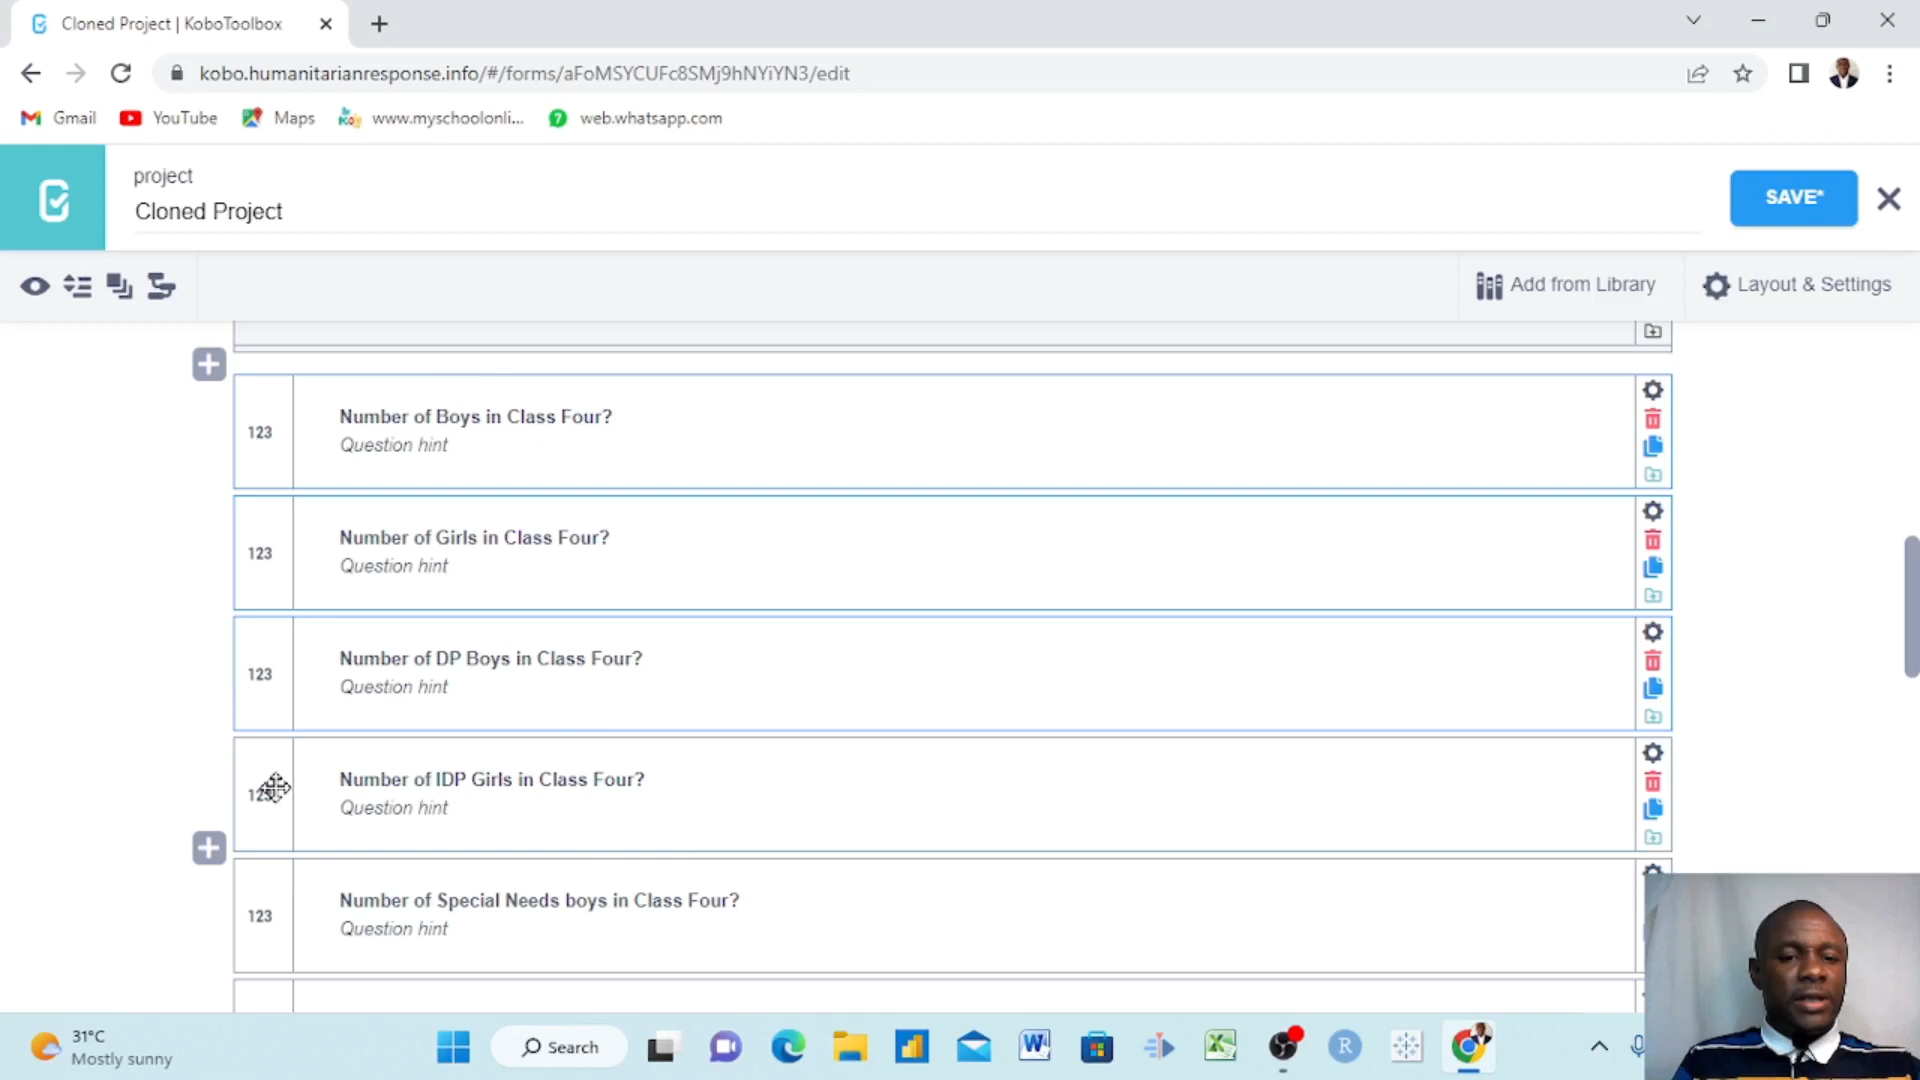 Cloned Project | KoboToolbox
kobo.humanitarianresponse.info/#/forms/aFoMSYCUFc8SMj9hNYiYN3/edit
Gmail YouTube Maps www.myschoolonli... web.whatsapp.com
project
Cloned Project
SAVE*
Add from Library Layout & Settings
123 Number of Boys in Class Four?
Question hint
123 Number of Girls in Class Four?
Question hint
123 Number of DP Boys in Class Four?
Question hint
123 Number of IDP Girls in Class Four?
Question hint
123 Number of Special Needs boys in Class Four?
Question hint
31°C
Mostly sunny
Search